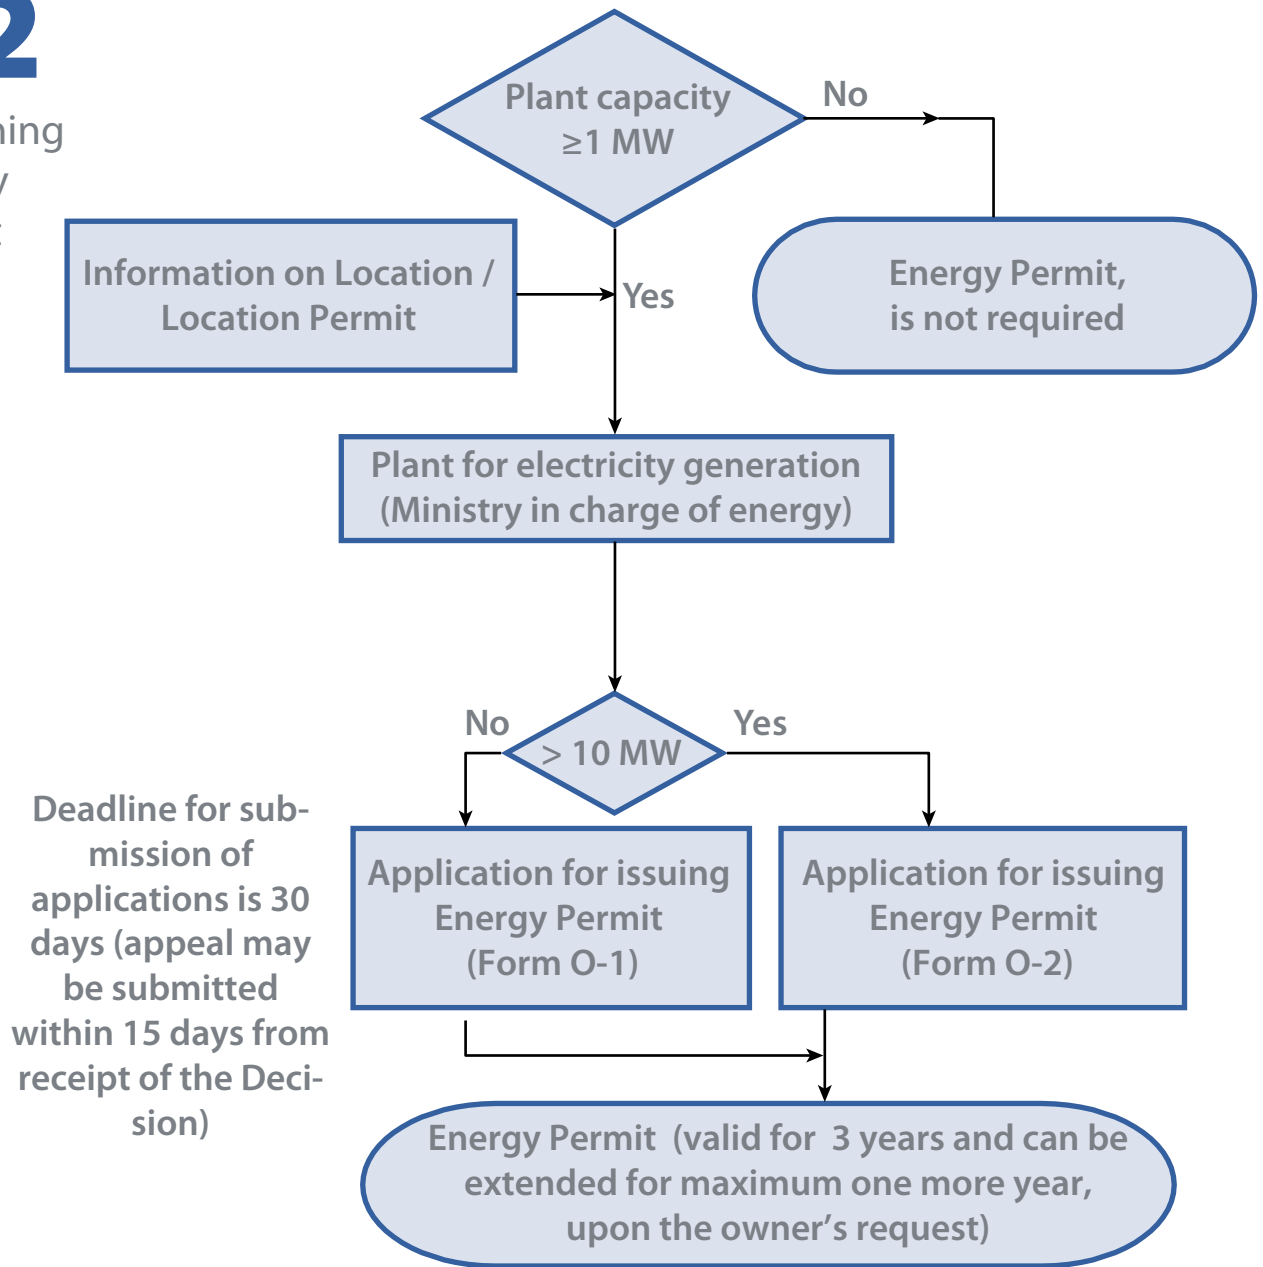 2
Plant capacity
≥1 MW
No
Information on Location /
Location Permit
Yes
Energy Permit,
is not required
Plant for electricity generation
(Ministry in charge of energy)
No
> 10 MW
Yes
Deadline for sub-
mission of
applications is 30
days (appeal may
be submitted
within 15 days from
receipt of the Deci-
sion)
Application for issuing
Energy Permit
(Form O-1)
Application for issuing
Energy Permit
(Form O-2)
Energy Permit (valid for 3 years and can be
extended for maximum one more year,
upon the owner’s request)